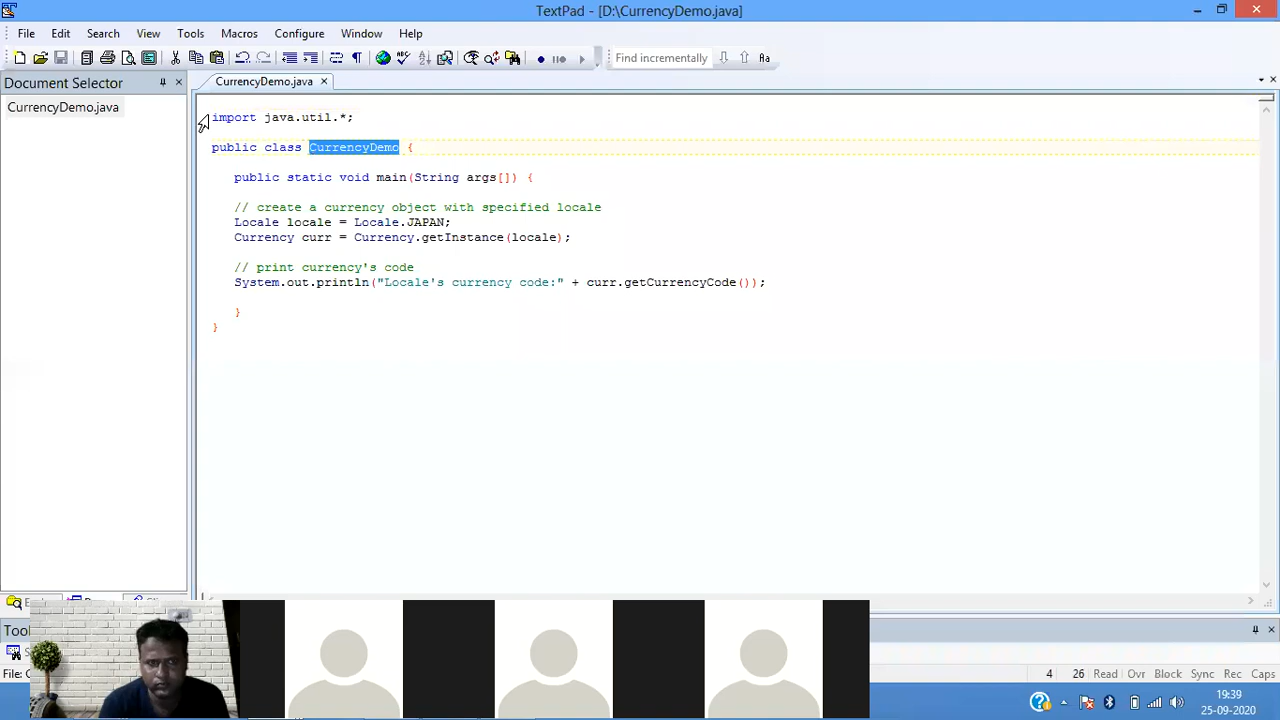 TextPad - [D:\CurrencyDemo.java]
File Edit Search View Tools Macros Configure Window Help
Find incrementally
Document Selector
CurrencyDemo.java
CurrencyDemo.java
import java.util.*;
public class CurrencyDemo {
public static void main(String args[]) {
// create a currency object with specified locale
Locale locale = Locale.JAPAN;
Currency curr = Currency.getInstance(locale);
// print currency's code
System.out.println("Locale's currency code:" + curr.getCurrencyCode());
}
}
4 26 Read Ovr Block Sync Rec Caps
19:39
25-09-2020